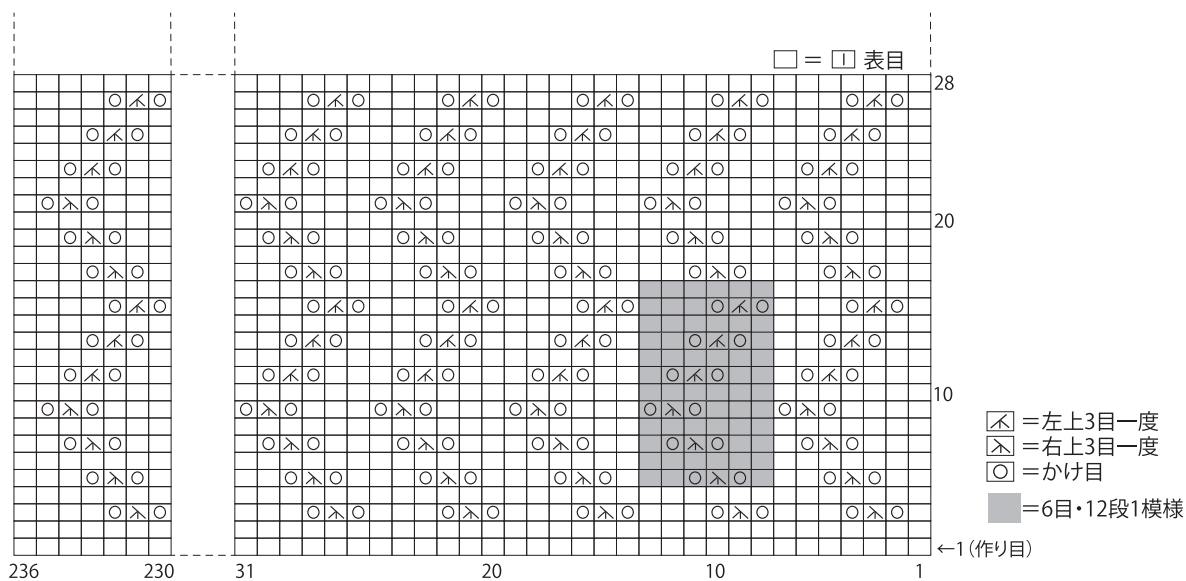 □ = 〡 表目
28
20
10
左上3目一度
右上3目一度
○ =かけ目
=6目・12段1模様
←1(作り目)
236 230 31 20 10 1